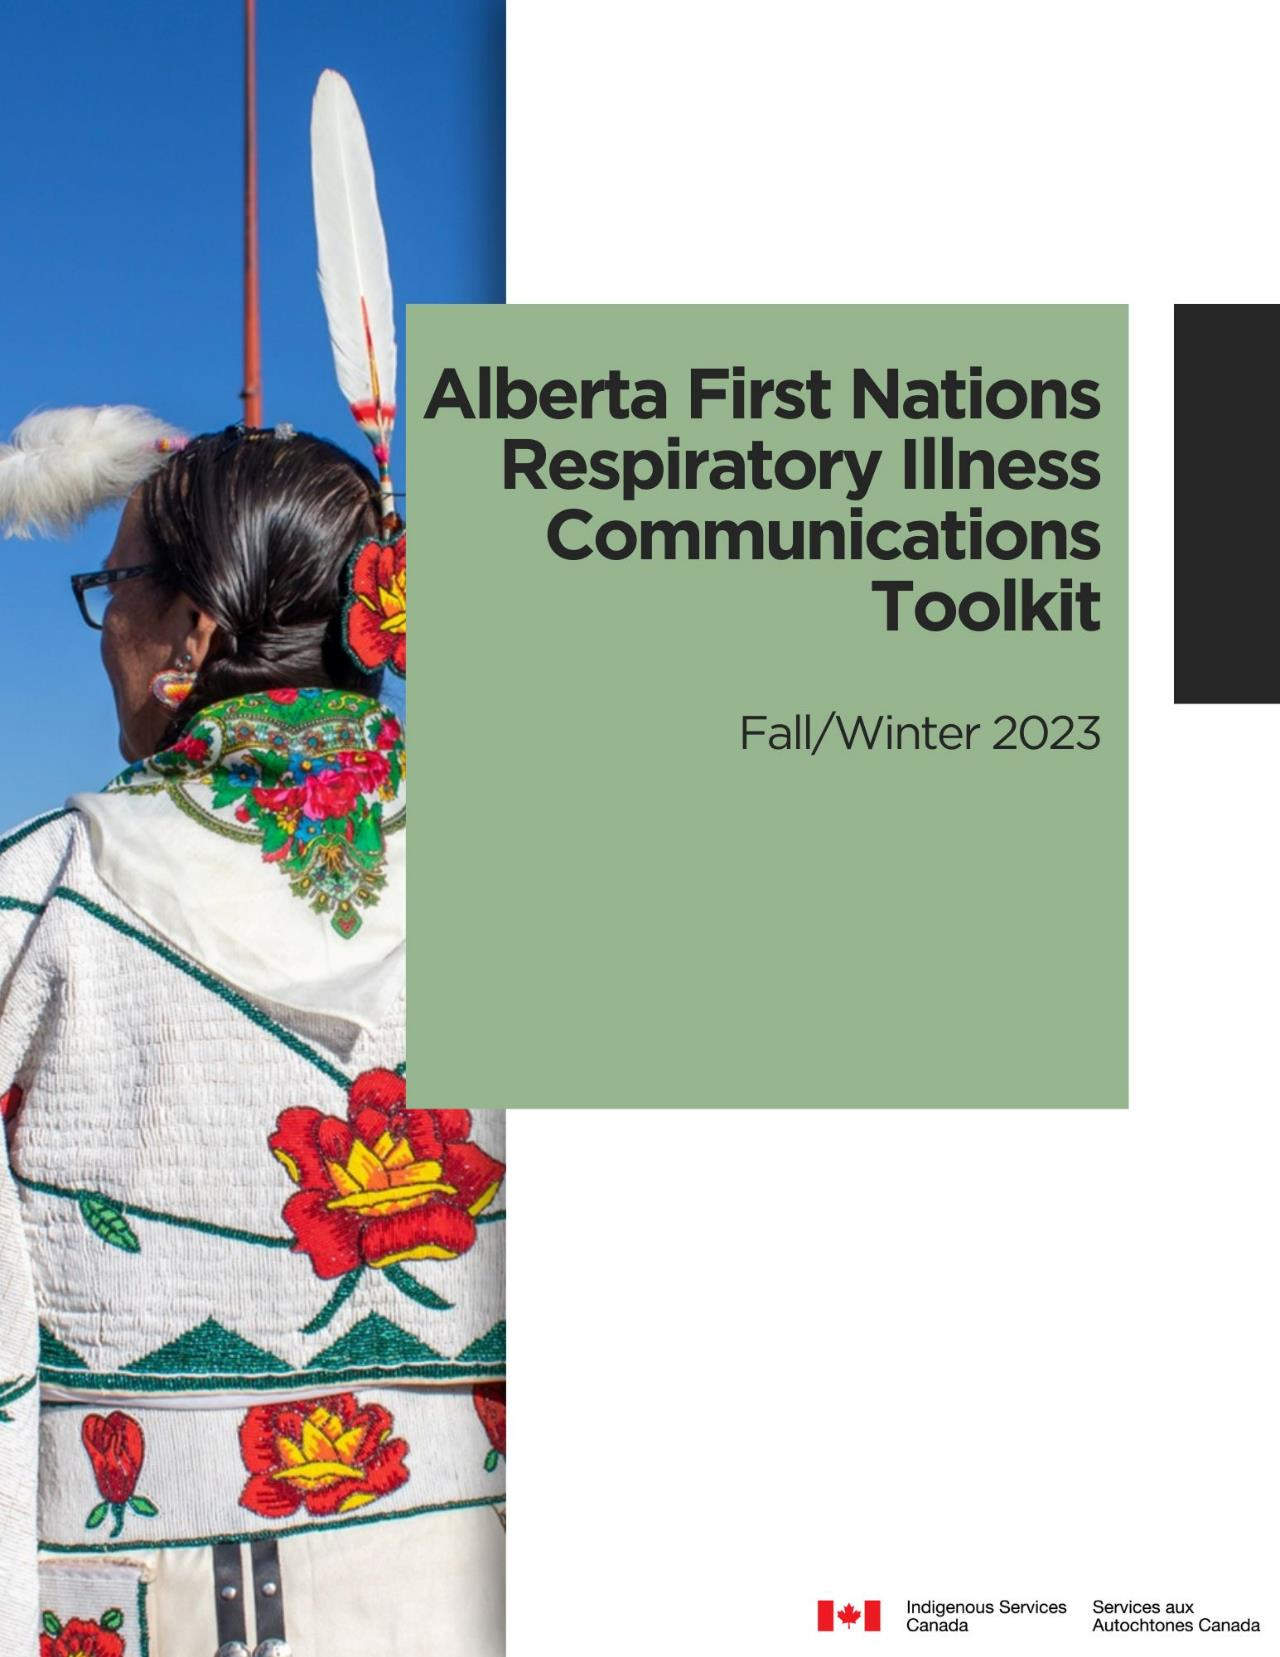 Alberta First Nations
Respiratory Illness
Communications
Toolkit
Fall/Winter 2023
Indigenous Services
Canada
Services aux
Autochtones Canada